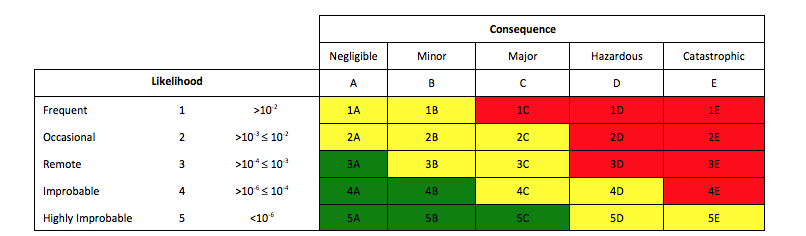 Consequence
Negligible Minor Major Hazardous Catastrophic
Likelihood A B C D E
Frequent 1 >10⁻² 1A 1B 1C 1D 1E
Occasional 2 >10⁻³ ≤ 10⁻² 2A 2B 2C 2D 2E
Remote 3 >10⁻⁴ ≤ 10⁻³ 3A 3B 3C 3D 3E
Improbable 4 >10⁻⁶ ≤ 10⁻⁴ 4A 4B 4C 4D 4E
Highly Improbable 5 <10⁻⁶ 5A 5B 5C 5D 5E